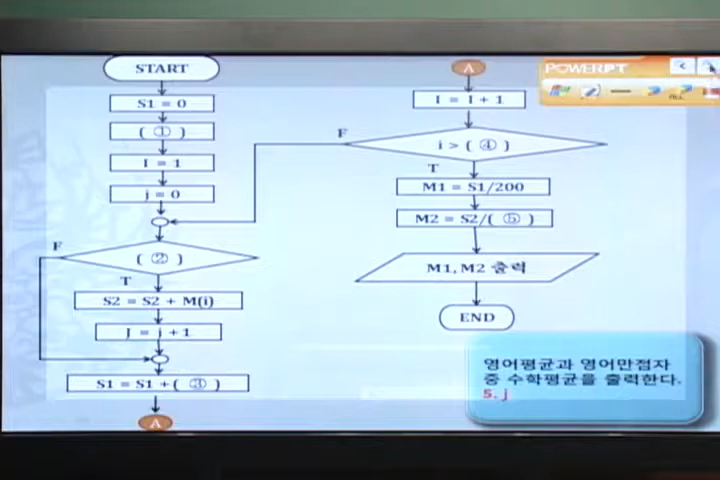 START
S1 = 0
( ① )
I = 1
j = 0
F
( ② )
T
S2 = S2 + M(i)
J = j + 1
S1 = S1 + ( ③ )
A
A
I = I + 1
F
i > ( ④ )
T
M1 = S1/200
M2 = S2/( ⑤ )
M1, M2 출력
END
POWERPT
영어평균과 영어만점자
중 수학평균을 출력한다.
5. j